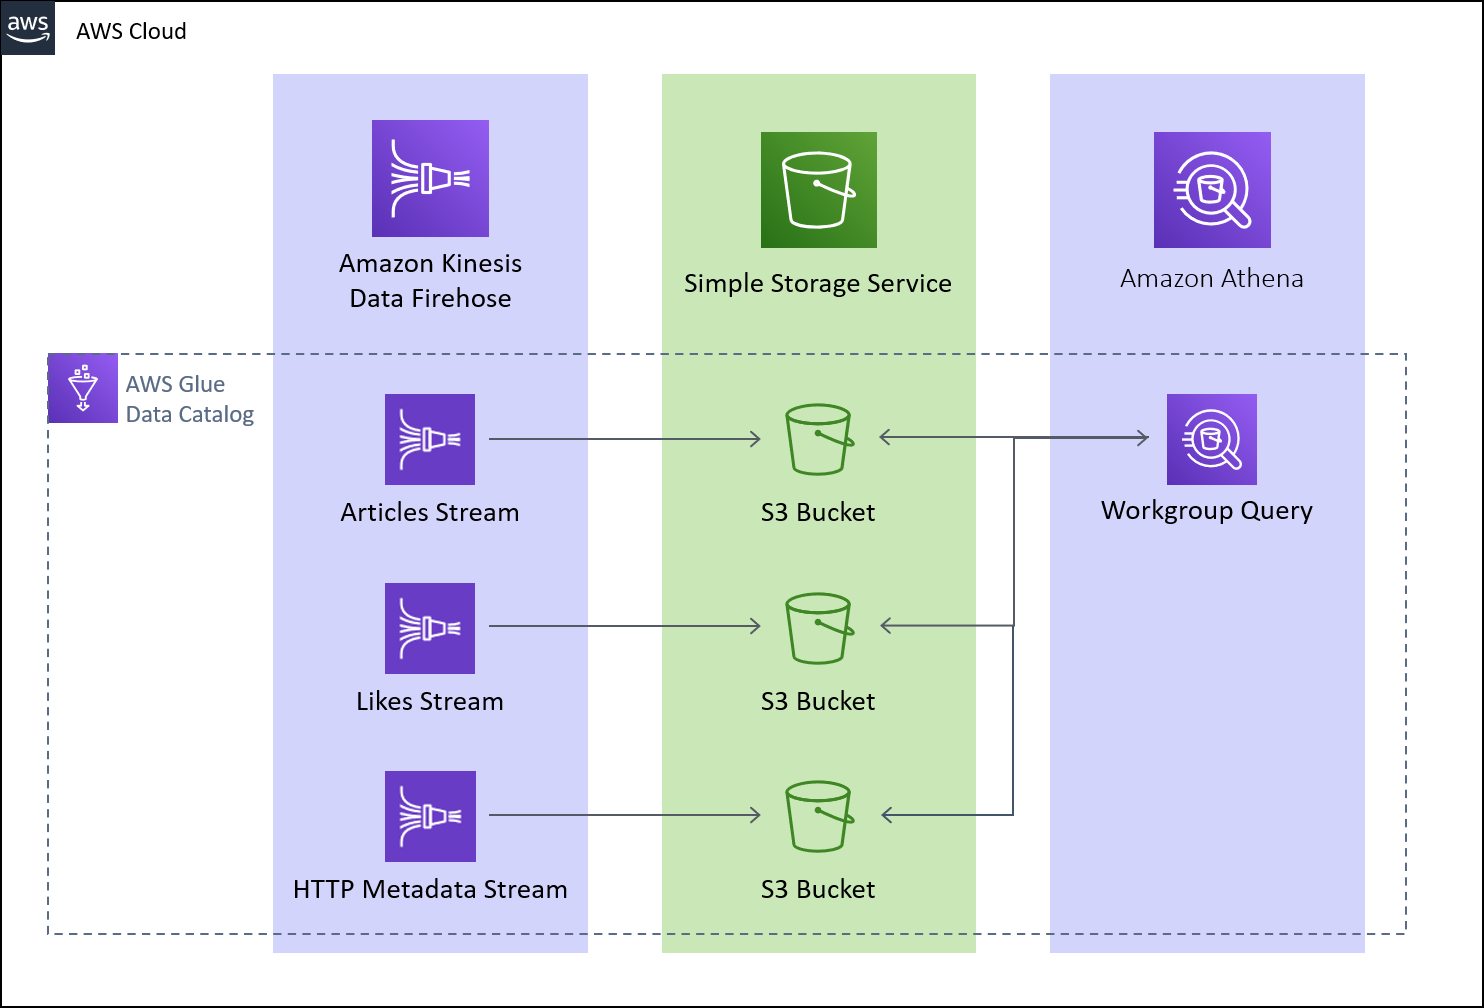 aws
AWS Cloud
Amazon Kinesis
Data Firehose
Simple Storage Service
Amazon Athena
AWS Glue
Data Catalog
Articles Stream
S3 Bucket
Workgroup Query
Likes Stream
S3 Bucket
HTTP Metadata Stream
S3 Bucket